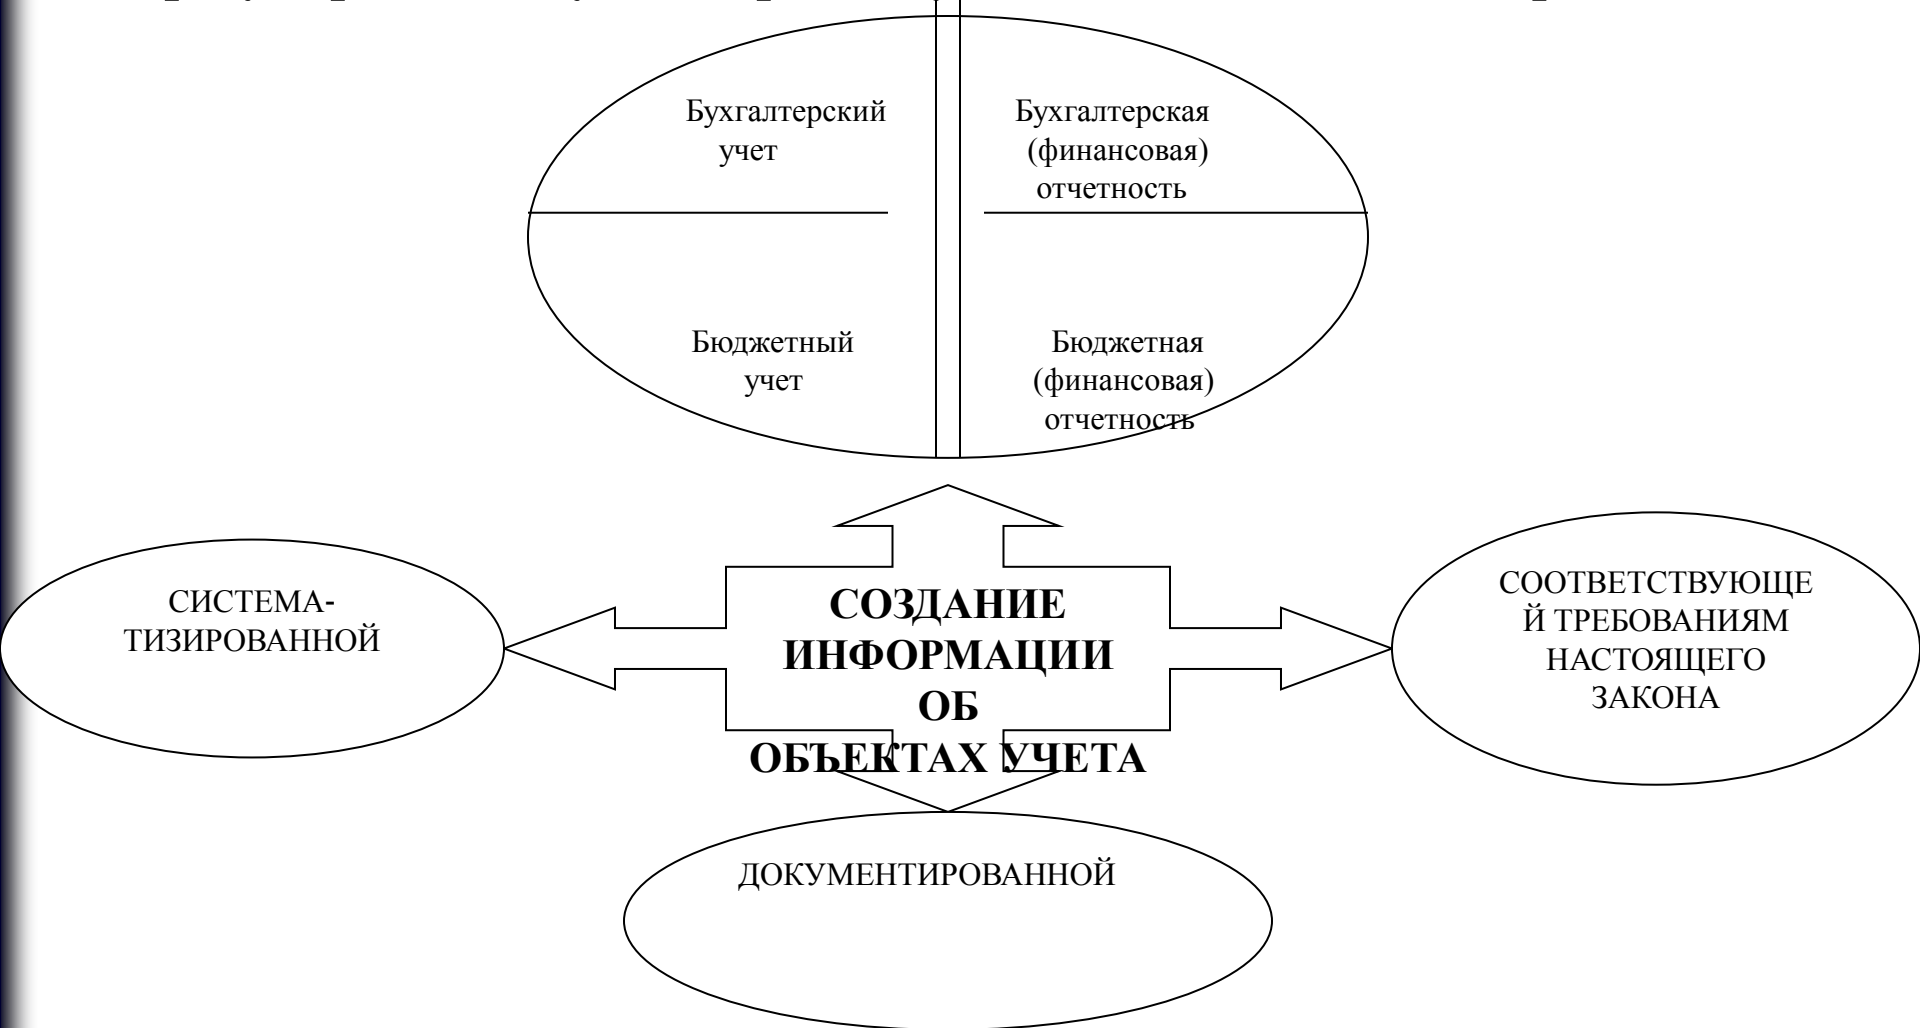 Бухгалтерский
учет
Бухгалтерская
(финансовая)
отчетность
Бюджетный
учет
Бюджетная
(финансовая)
отчетность
СИСТЕМА-
ТИЗИРОВАННОЙ
СОЗДАНИЕ
ИНФОРМАЦИИ
ОБ
ОБЪЕКТАХ УЧЕТА
СООТВЕТСТВУЮЩЕ
Й ТРЕБОВАНИЯМ
НАСТОЯЩЕГО
ЗАКОНА
ДОКУМЕНТИРОВАННОЙ